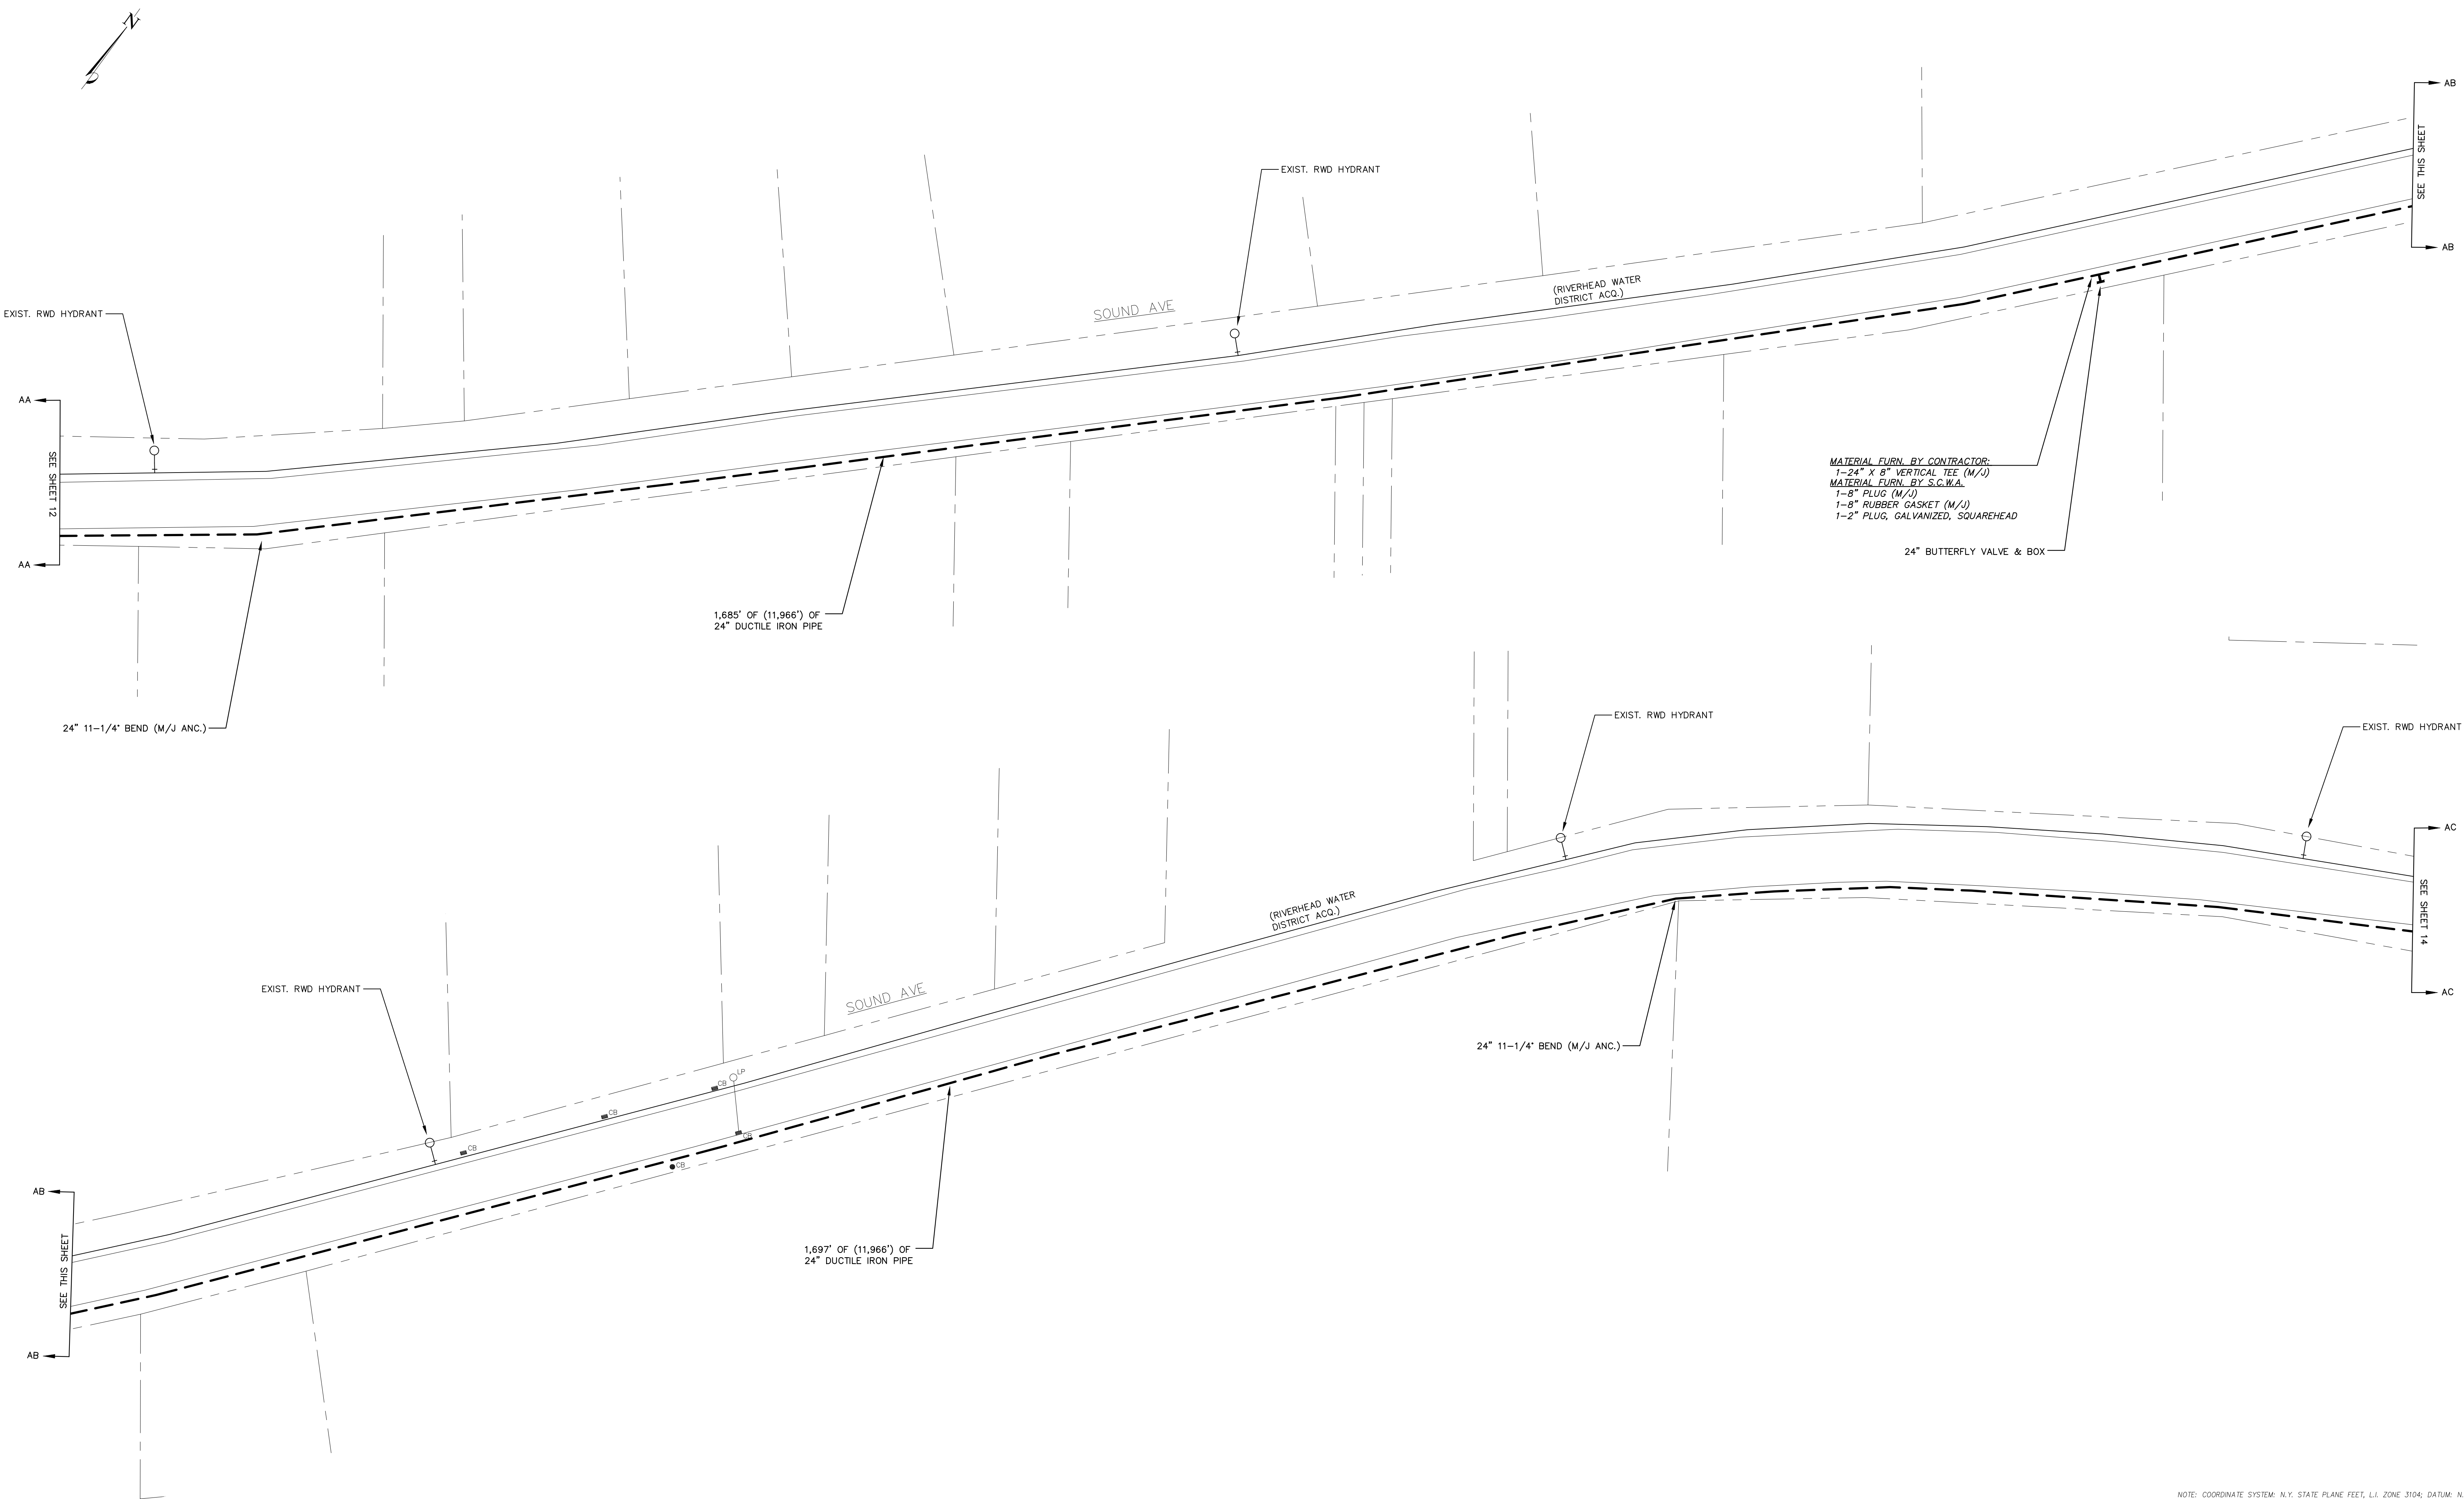 N
AB
SEE THIS SHEET
AB
EXIST. RWD HYDRANT
EXIST. RWD HYDRANT
(RIVERHEAD WATER
DISTRICT ACQ.)
SOUND AVE
AA
SEE SHEET 12
AA
MATERIAL FURN. BY CONTRACTOR:
1-24" X 8" VERTICAL TEE (M/J)
MATERIAL FURN. BY S.C.W.A.
1-8" PLUG (M/J)
1-8" RUBBER GASKET (M/J)
1-2" PLUG, GALVANIZED, SQUAREHEAD
24" BUTTERFLY VALVE & BOX
1,685' OF (11,966') OF
24" DUCTILE IRON PIPE
24" 11-1/4° BEND (M/J ANC.)
EXIST. RWD HYDRANT
EXIST. RWD HYDRANT
AC
SEE SHEET 14
AC
(RIVERHEAD WATER
DISTRICT ACQ.)
SOUND AVE
EXIST. RWD HYDRANT
24" 11-1/4° BEND (M/J ANC.)
LP
CB
CB
CB
CB
CB
AB
SEE THIS SHEET
AB
1,697' OF (11,966') OF
24" DUCTILE IRON PIPE
NOTE: COORDINATE SYSTEM: N.Y. STATE PLANE FEET, L.I. ZONE 3104; DATUM: